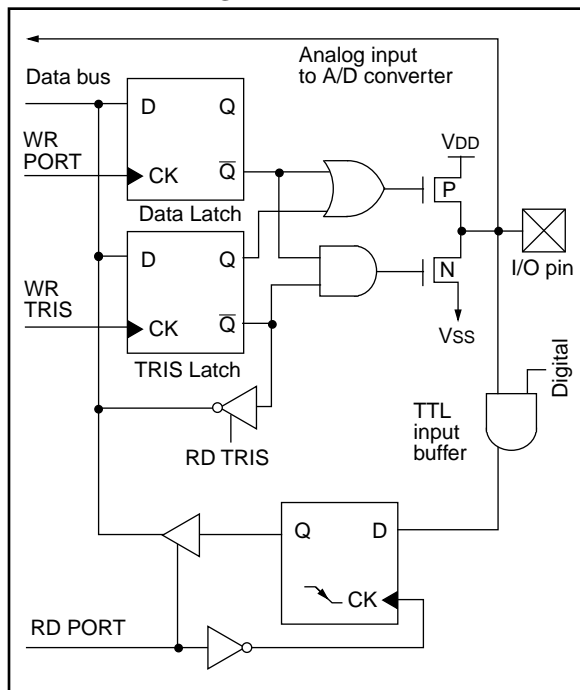 Analog input
to A/D converter
Data bus
D Q
WR
PORT
CK Q̅
Data Latch
VDD
P
D Q
I/O pin
WR
TRIS
CK Q̅
N
VSS
TRIS Latch
Digital
TTL
input
buffer
RD TRIS
Q D
CK
RD PORT